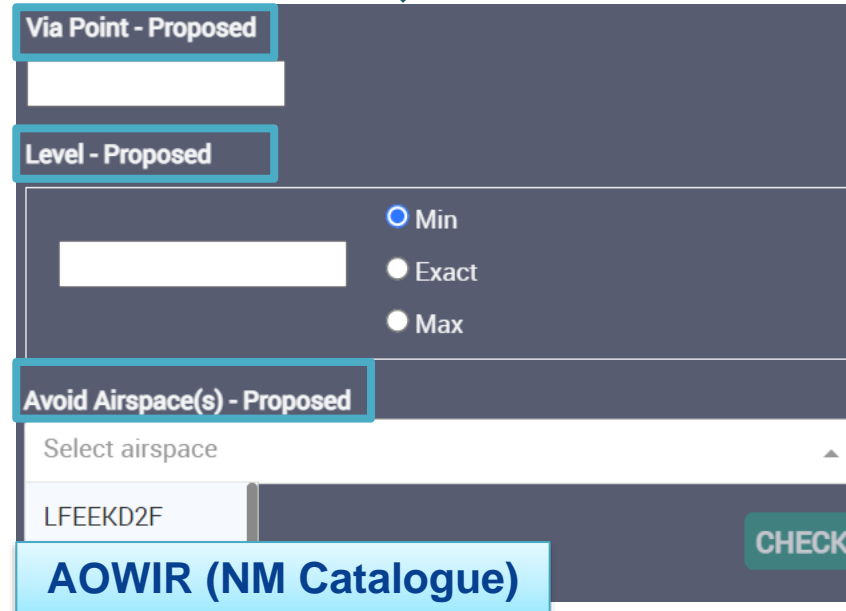 Via Point - Proposed
Level - Proposed
Min
Exact
Max
Avoid Airspace(s) - Proposed
Select airspace
LFEEKD2F
CHECK
AOWIR (NM Catalogue)